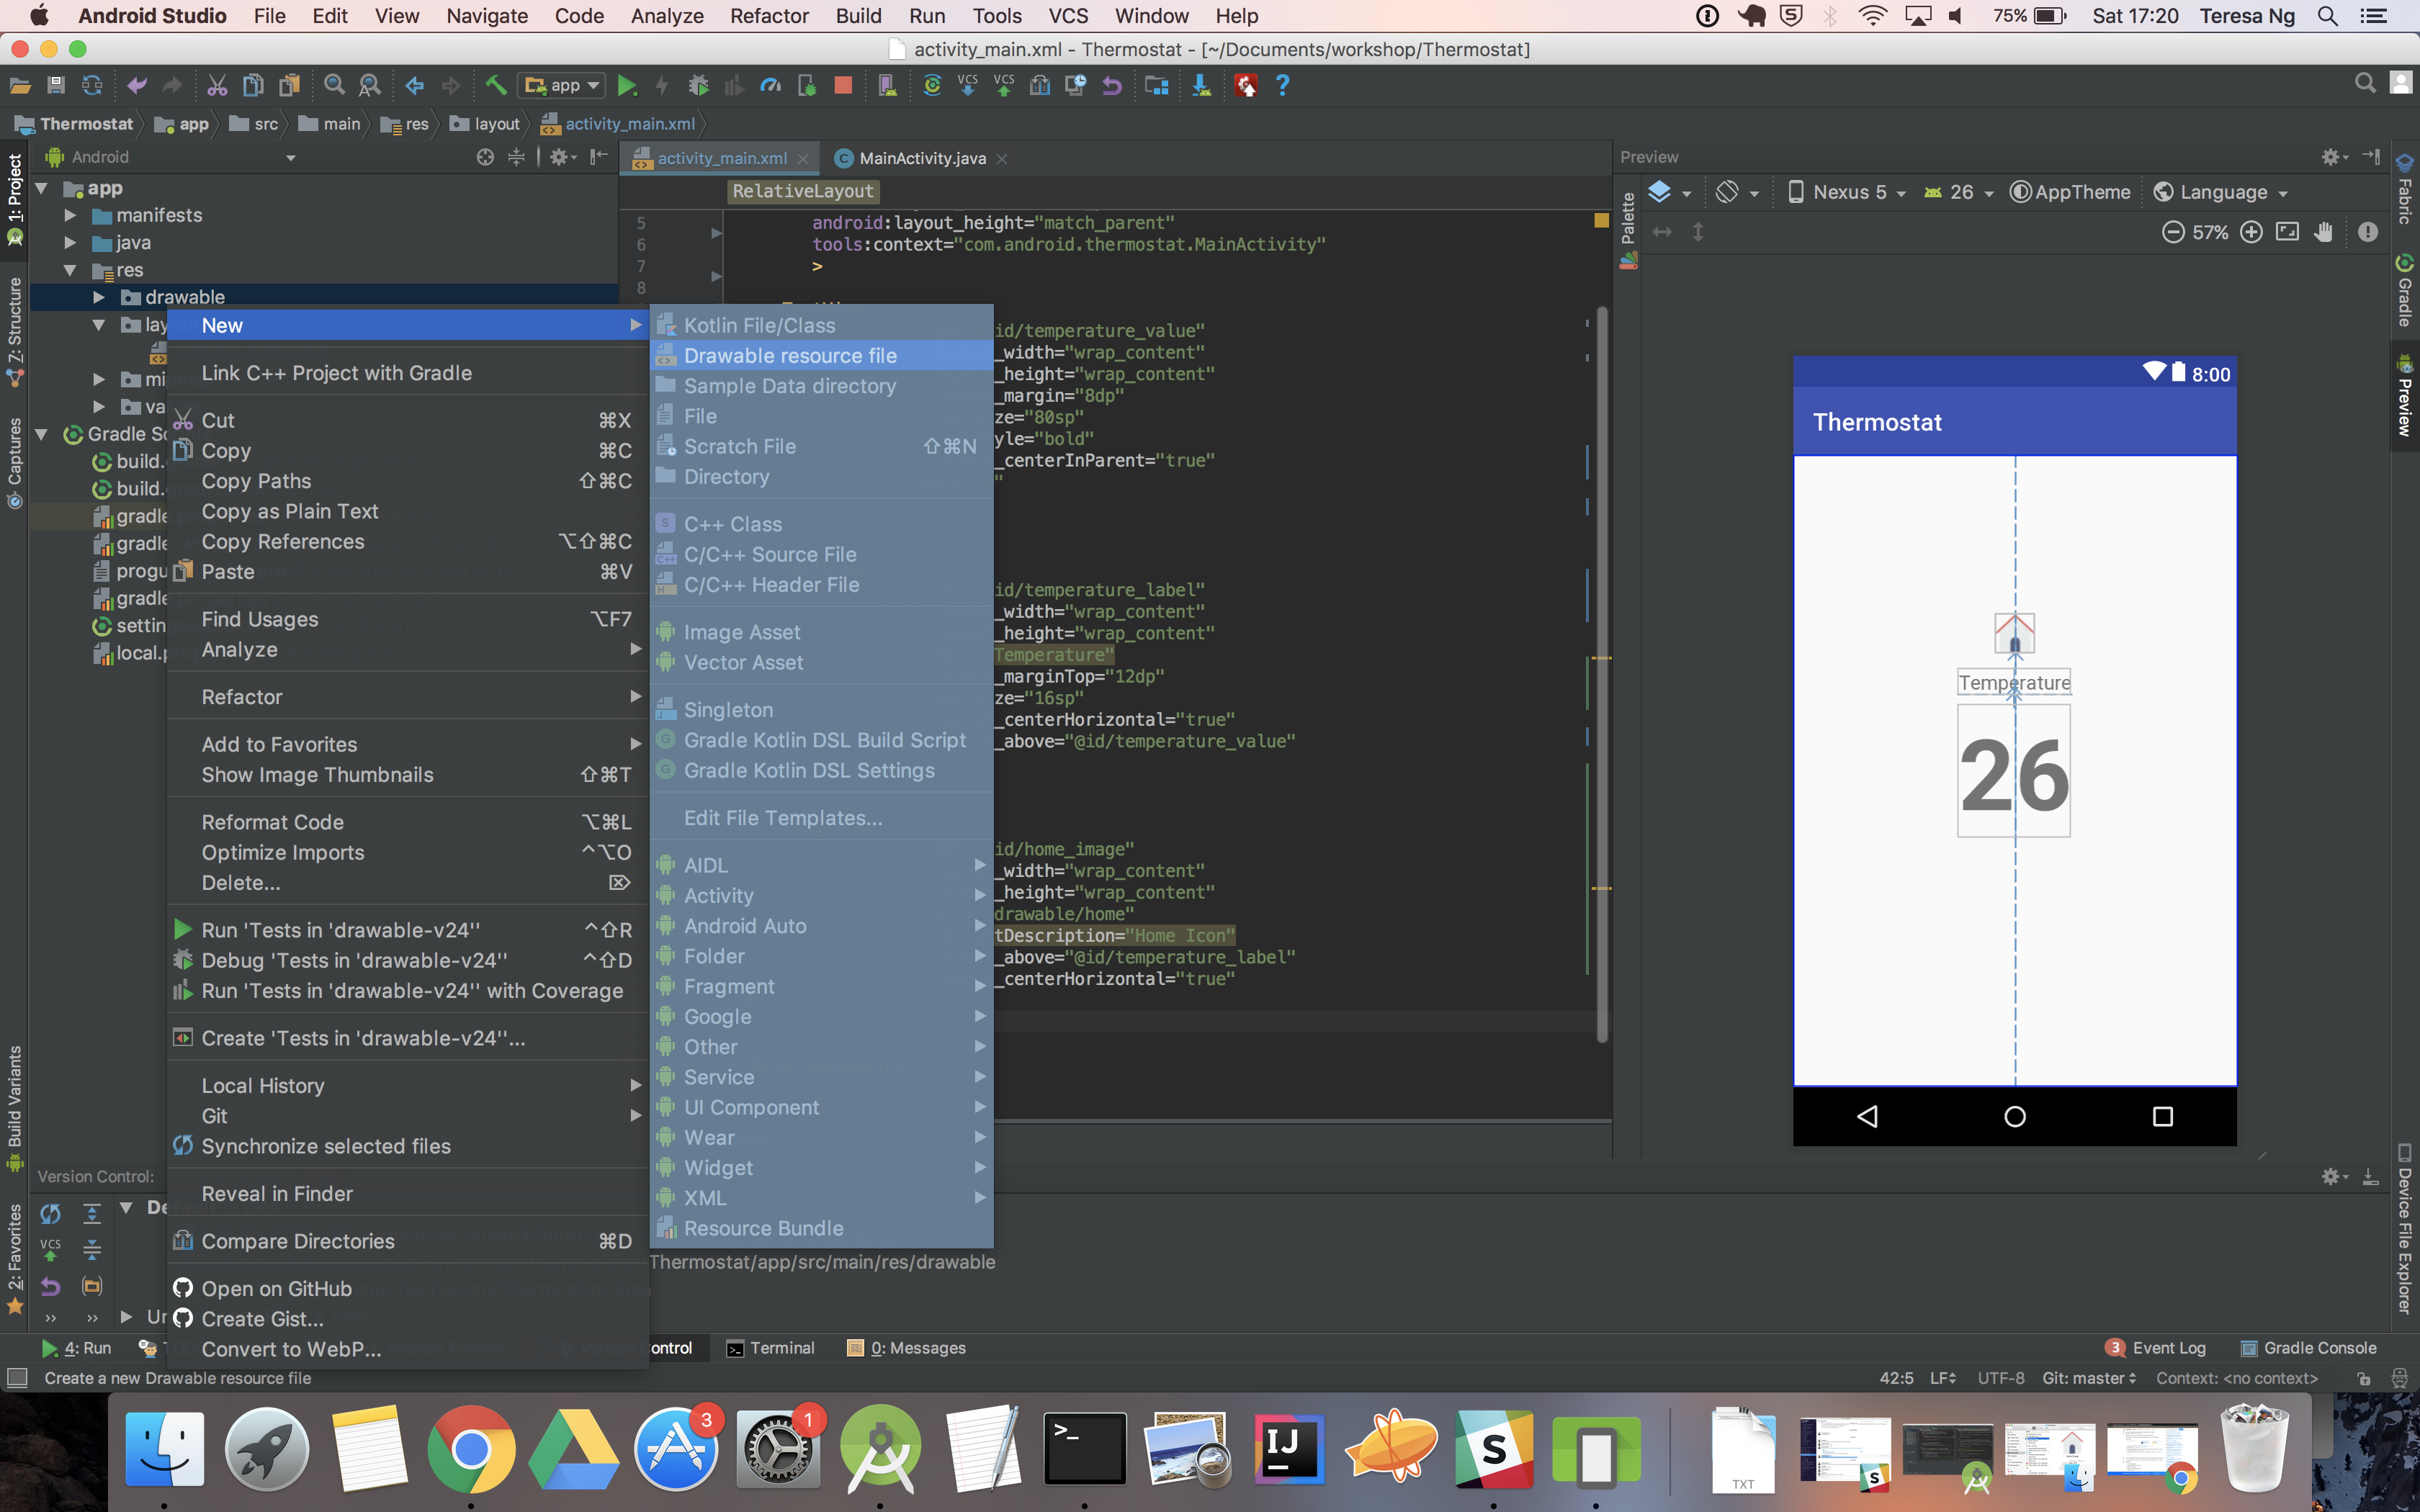 Android Studio File Edit View Navigate Code Analyze Refactor Build Run Tools VCS Window Help 75% Sat 17:20 Teresa Ng
activity_main.xml - Thermostat - [~/Documents/workshop/Thermostat]
app VCS VCS ?
Thermostat app src main res layout activity_main.xml
1: Project
7: Structure
Captures
Build Variants
2: Favorites
Android
app
manifests
java
res
drawable
lay
mi
va
Gradle Sc
build.
build.
gradle
gradle
progu
gradle
settin
local.p
activity_main.xml MainActivity.java
RelativeLayout
5 android:layout_height="match_parent"
6 tools:context="com.android.thermostat.MainActivity"
7 >
8
id/temperature_value"
_width="wrap_content"
_height="wrap_content"
_margin="8dp"
ze="80sp"
yle="bold"
_centerInParent="true"
"
id/temperature_label"
_width="wrap_content"
_height="wrap_content"
Temperature"
_marginTop="12dp"
ze="16sp"
_centerHorizontal="true"
_above="@id/temperature_value"
id/home_image"
_width="wrap_content"
_height="wrap_content"
drawable/home"
tDescription="Home Icon"
_above="@id/temperature_label"
_centerHorizontal="true"
New
Link C++ Project with Gradle
Cut ⌘X
Copy ⌘C
Copy Paths ⇧⌘C
Copy as Plain Text
Copy References ⌥⇧⌘C
Paste ⌘V
Find Usages ⌥F7
Analyze
Refactor
Add to Favorites
Show Image Thumbnails ⇧⌘T
Reformat Code ⌥⌘L
Optimize Imports ^⌥O
Delete... ⌦
Run 'Tests in 'drawable-v24'' ^⇧R
Debug 'Tests in 'drawable-v24'' ^⇧D
Run 'Tests in 'drawable-v24'' with Coverage
Create 'Tests in 'drawable-v24''...
Local History
Git
Synchronize selected files
Reveal in Finder
Compare Directories ⌘D
Open on GitHub
Create Gist...
Convert to WebP...
Kotlin File/Class
Drawable resource file
Sample Data directory
File
Scratch File ⇧⌘N
Directory
C++ Class
C/C++ Source File
C/C++ Header File
Image Asset
Vector Asset
Singleton
Gradle Kotlin DSL Build Script
Gradle Kotlin DSL Settings
Edit File Templates...
AIDL
Activity
Android Auto
Folder
Fragment
Google
Other
Service
UI Component
Wear
Widget
XML
Resource Bundle
Preview
Palette
Nexus 5 26 AppTheme Language
57%
8:00
Thermostat
Temperature
26
Fabric
Gradle
Preview
Device File Explorer
Version Control:
De
VCS
Un
Thermostat/app/src/main/res/drawable
4: Run ontrol Terminal 0: Messages 3 Event Log Gradle Console
Create a new Drawable resource file 42:5 LF UTF-8 Git: master Context: <no context>
3 1 >_ IJ S TXT